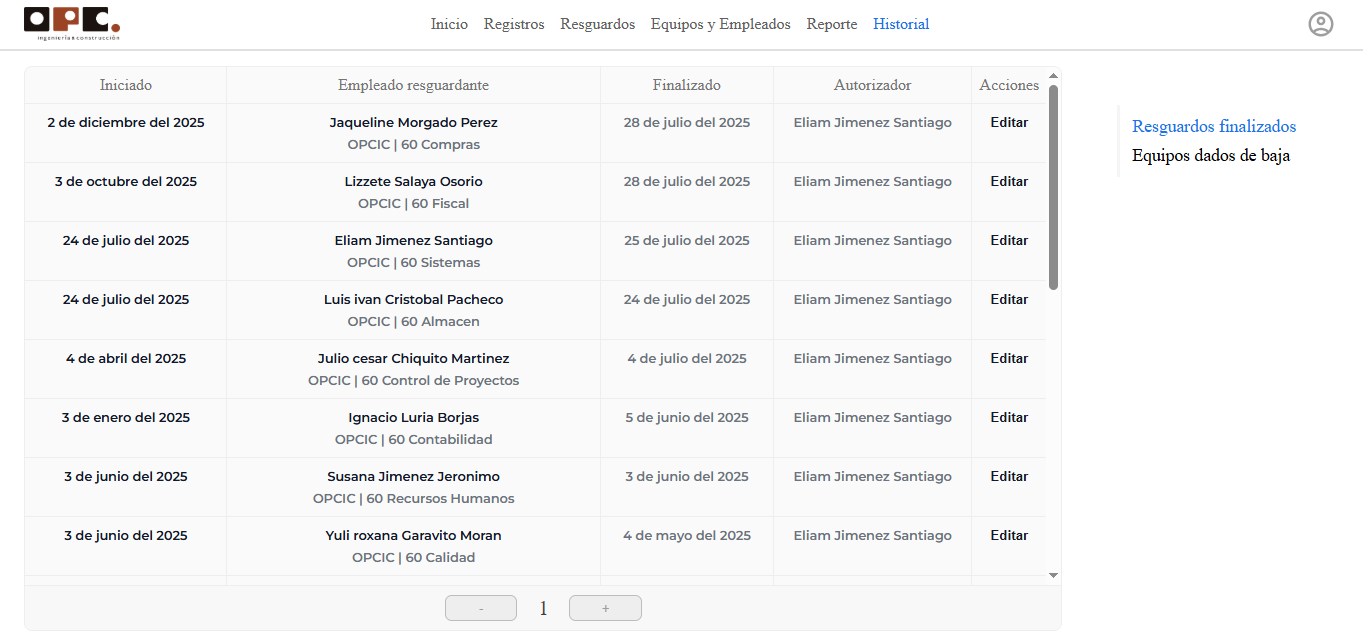 OPC.
ingeniería & construcción
Inicio Registros Resguardos Equipos y Empleados Reporte Historial
Iniciado Empleado resguardante Finalizado Autorizador Acciones
2 de diciembre del 2025 Jaqueline Morgado Perez 28 de julio del 2025 Eliam Jimenez Santiago Editar
OPCIC | 60 Compras
3 de octubre del 2025 Lizzete Salaya Osorio 28 de julio del 2025 Eliam Jimenez Santiago Editar
OPCIC | 60 Fiscal
24 de julio del 2025 Eliam Jimenez Santiago 25 de julio del 2025 Eliam Jimenez Santiago Editar
OPCIC | 60 Sistemas
24 de julio del 2025 Luis ivan Cristobal Pacheco 24 de julio del 2025 Eliam Jimenez Santiago Editar
OPCIC | 60 Almacen
4 de abril del 2025 Julio cesar Chiquito Martinez 4 de julio del 2025 Eliam Jimenez Santiago Editar
OPCIC | 60 Control de Proyectos
3 de enero del 2025 Ignacio Luria Borjas 5 de junio del 2025 Eliam Jimenez Santiago Editar
OPCIC | 60 Contabilidad
3 de junio del 2025 Susana Jimenez Jeronimo 3 de junio del 2025 Eliam Jimenez Santiago Editar
OPCIC | 60 Recursos Humanos
3 de junio del 2025 Yuli roxana Garavito Moran 4 de mayo del 2025 Eliam Jimenez Santiago Editar
OPCIC | 60 Calidad
- 1 +
Resguardos finalizados
Equipos dados de baja